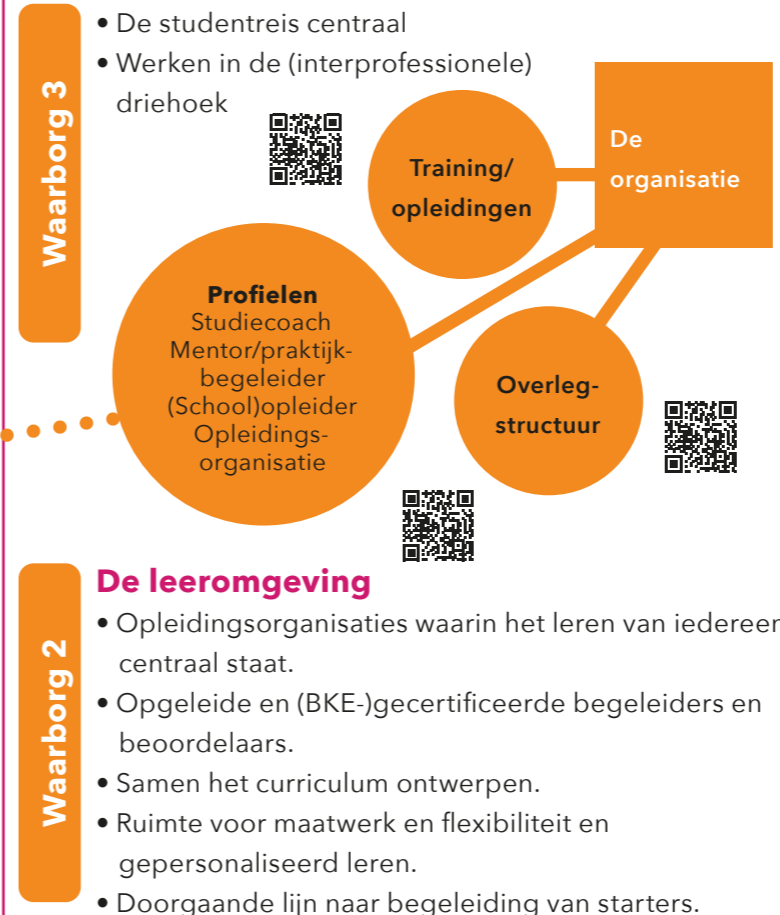 Waarborg 3
• De studentreis centraal
• Werken in de (interprofessionele)
driehoek
De
organisatie
Training/
opleidingen
Profielen
Studiecoach
Mentor/praktijk-
begeleider
(School)opleider
Opleidings-
organisatie
Overleg-
structuur
Waarborg 2
De leeromgeving
• Opleidingsorganisaties waarin het leren van iedereen
centraal staat.
• Opgeleide en (BKE-)gecertificeerde begeleiders en
beoordelaars.
• Samen het curriculum ontwerpen.
• Ruimte voor maatwerk en flexibiliteit en
gepersonaliseerd leren.
• Doorgaande lijn naar begeleiding van starters.